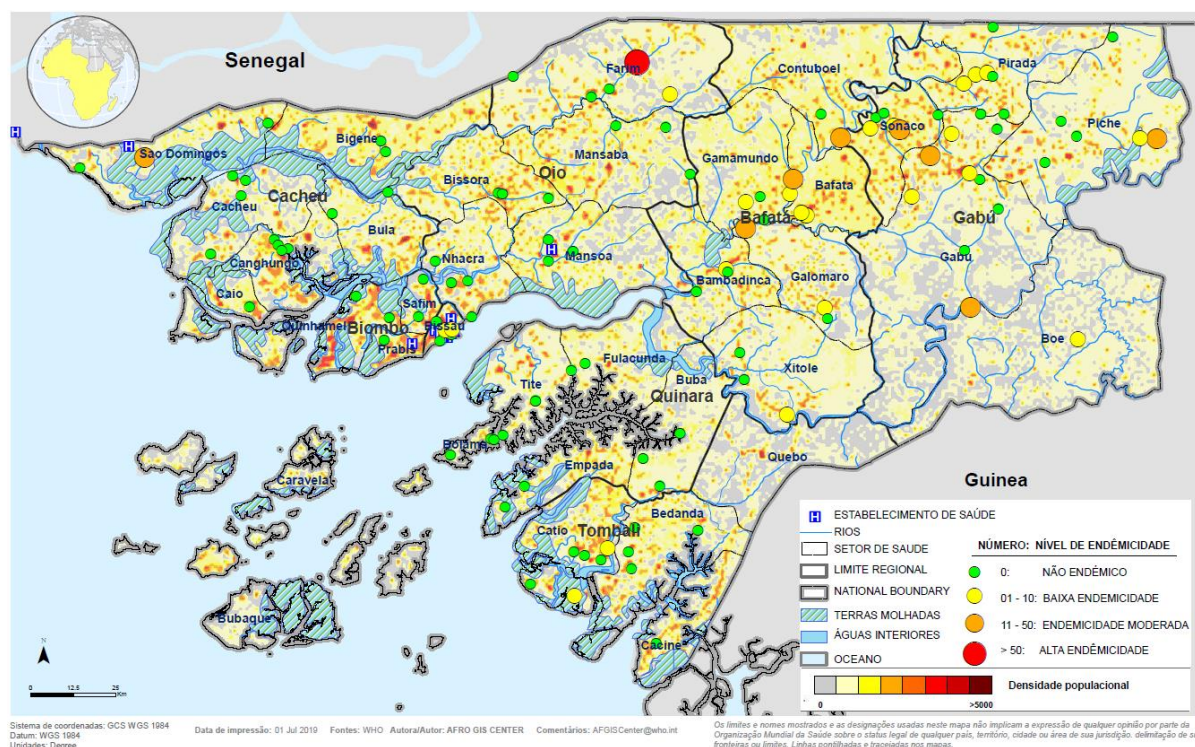 Senegal
Farim
Contuboel
Pirada
Bigene
Sonaco
Piche
Sao Domingos
Mansaba
Gamamundo
Bissora
Oio
Bafata
Cacheu
Cacheu
Bula
Bafatá
Gabú
Canghungo
Nhacra
Mansoa
Gabu
Caio
Safim
Bambadinca
Galomaro
Quinhamel
Biombo
Bissau
Prabis
Boe
Fulacunda
Buba
Xitole
Tite
Quinara
Bolama
Quebo
Empada
Guinea
Caravela
Bedanda
Catio
Tombali
Bubaque
Cacine
N
0 12.5 25
Km
H ESTABELECIMENTO DE SAÚDE
RIOS
SETOR DE SAUDE
LIMITE REGIONAL
NATIONAL BOUNDARY
TERRAS MOLHADAS
ÁGUAS INTERIORES
OCEANO
NÚMERO: NÍVEL DE ENDÊMICIDADE
0: NÃO ENDÉMICO
01 - 10: BAIXA ENDEMICIDADE
11 - 50: ENDEMICIDADE MODERADA
> 50: ALTA ENDÊMICIDADE
Densidade populacional
0 >5000
Sistema de coordenadas: GCS WGS 1984
Datum: WGS 1984
Unidades: Degree
Data de impressão: 01 Jul 2019 Fontes: WHO Autora/Autor: AFRO GIS CENTER Comentários: AFGISCenter@who.int
Os limites e nomes mostrados e as designações usadas neste mapa não implicam a expressão de qualquer opinião por parte da
Organização Mundial da Saúde sobre o status legal de qualquer país, território, cidade ou área de sua jurisdição. delimitação de s
fronteiras ou limites. Linhas pontilhadas e tracejadas nos mapas